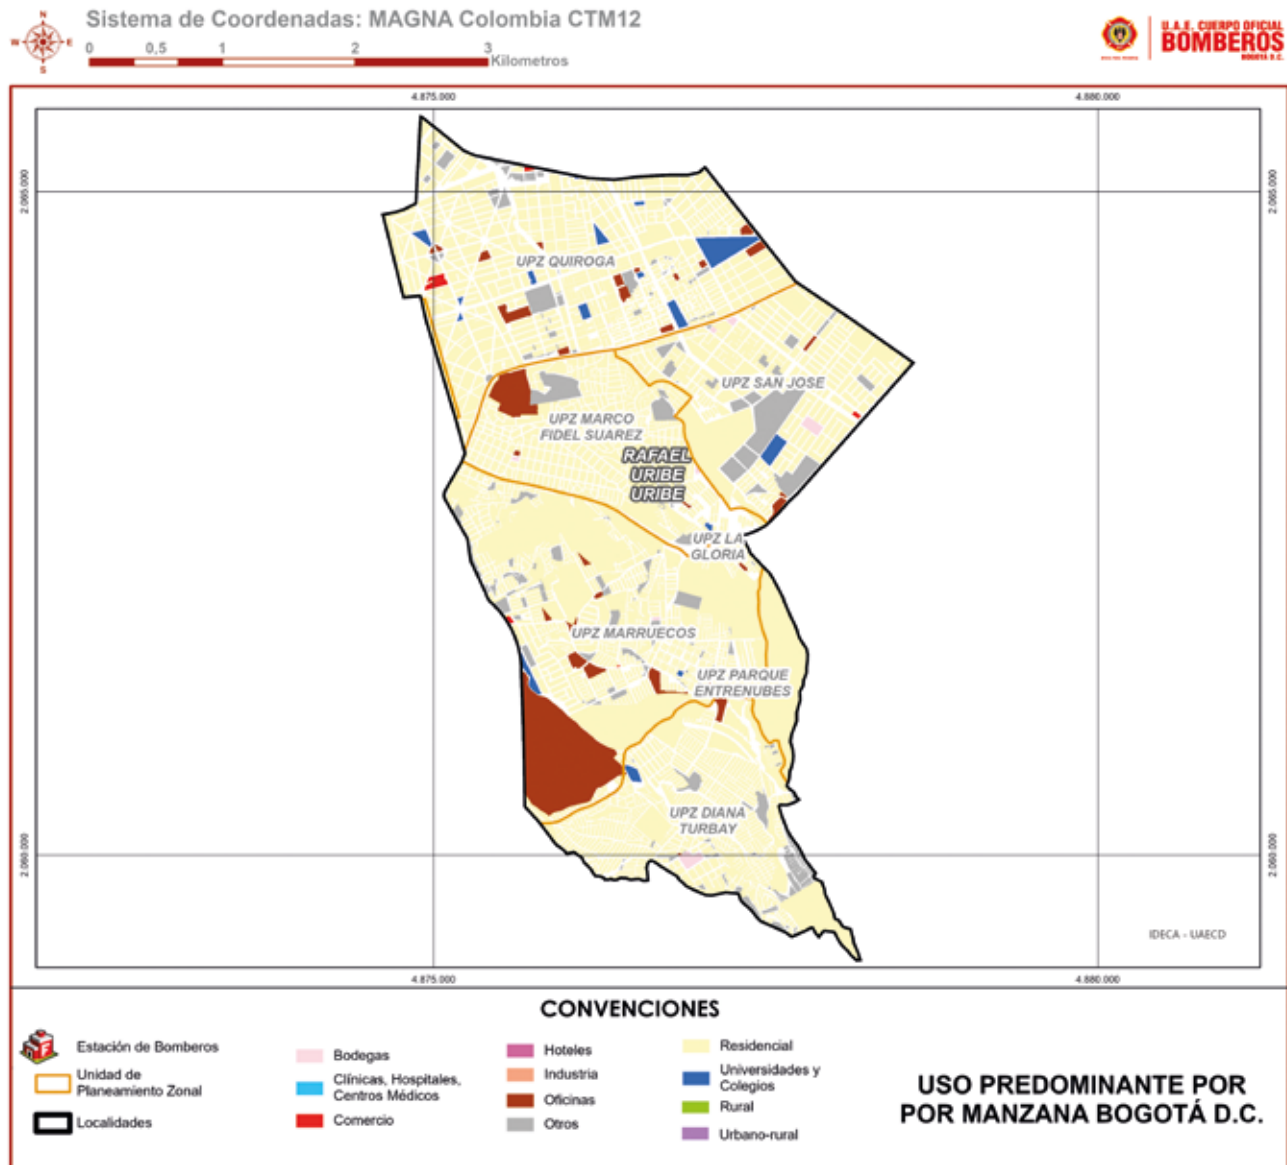 Sistema de Coordenadas: MAGNA Colombia CTM12
N
W
E
S
0 0,5 1 2 3
Kilometros
U.A.E. CUERPO OFICIAL
BOMBEROS
BOGOTÁ D.C.
4.875.000
4.880.000
2.065.000
2.065.000
UPZ QUIROGA
UPZ SAN JOSE
UPZ MARCO
FIDEL SUAREZ
RAFAEL
URIBE
URIBE
UPZ LA
GLORIA
UPZ MARRUECOS
UPZ PARQUE
ENTRENUBES
UPZ DIANA
TURBAY
2.060.000
2.060.000
IDECA - UAECD
4.875.000
4.880.000
CONVENCIONES
Estación de Bomberos
Unidad de
Planeamiento Zonal
Localidades
Bodegas
Clínicas, Hospitales,
Centros Médicos
Comercio
Hoteles
Industria
Oficinas
Otros
Residencial
Universidades y
Colegios
Rural
Urbano-rural
USO PREDOMINANTE POR
POR MANZANA BOGOTÁ D.C.